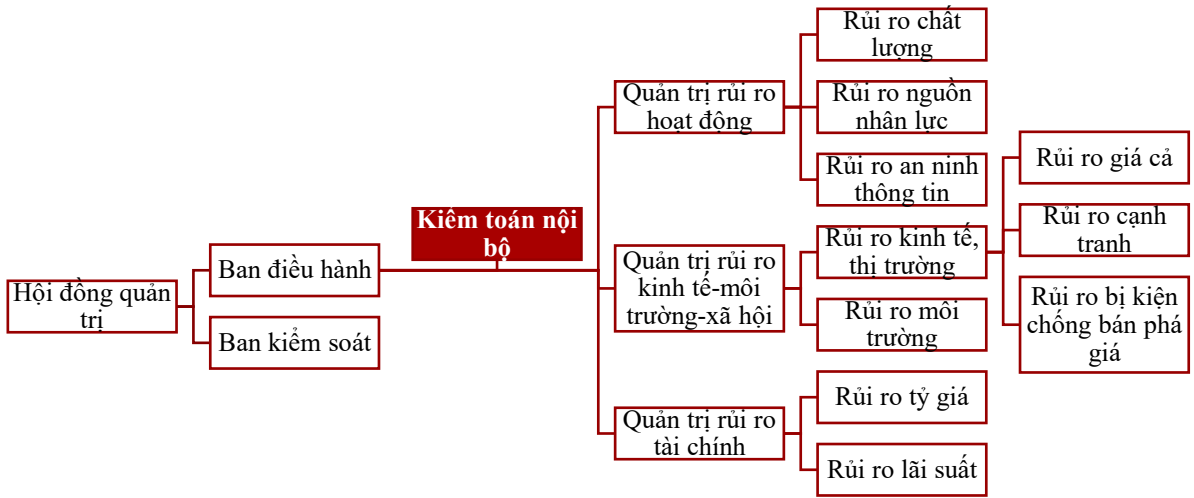 Hội đồng quản
trị
Ban điều hành
Ban kiểm soát
Kiểm toán nội
bộ
Quản trị rủi ro
hoạt động
Rủi ro chất
lượng
Rủi ro nguồn
nhân lực
Rủi ro an ninh
thông tin
Quản trị rủi ro
kinh tế-môi
trường-xã hội
Rủi ro kinh tế,
thị trường
Rủi ro giá cả
Rủi ro cạnh
tranh
Rủi ro bị kiện
chống bán phá
giá
Rủi ro môi
trường
Quản trị rủi ro
tài chính
Rủi ro tỷ giá
Rủi ro lãi suất